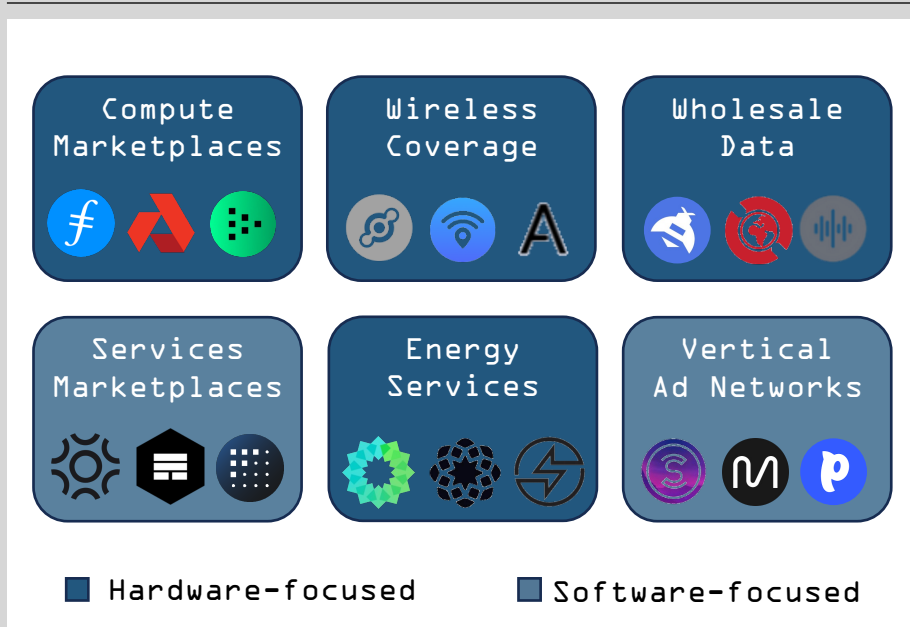 Compute
Marketplaces
Wireless
Coverage
Wholesale
Data
Services
Marketplaces
Energy
Services
Vertical
Ad Networks
Hardware-focused
Software-focused